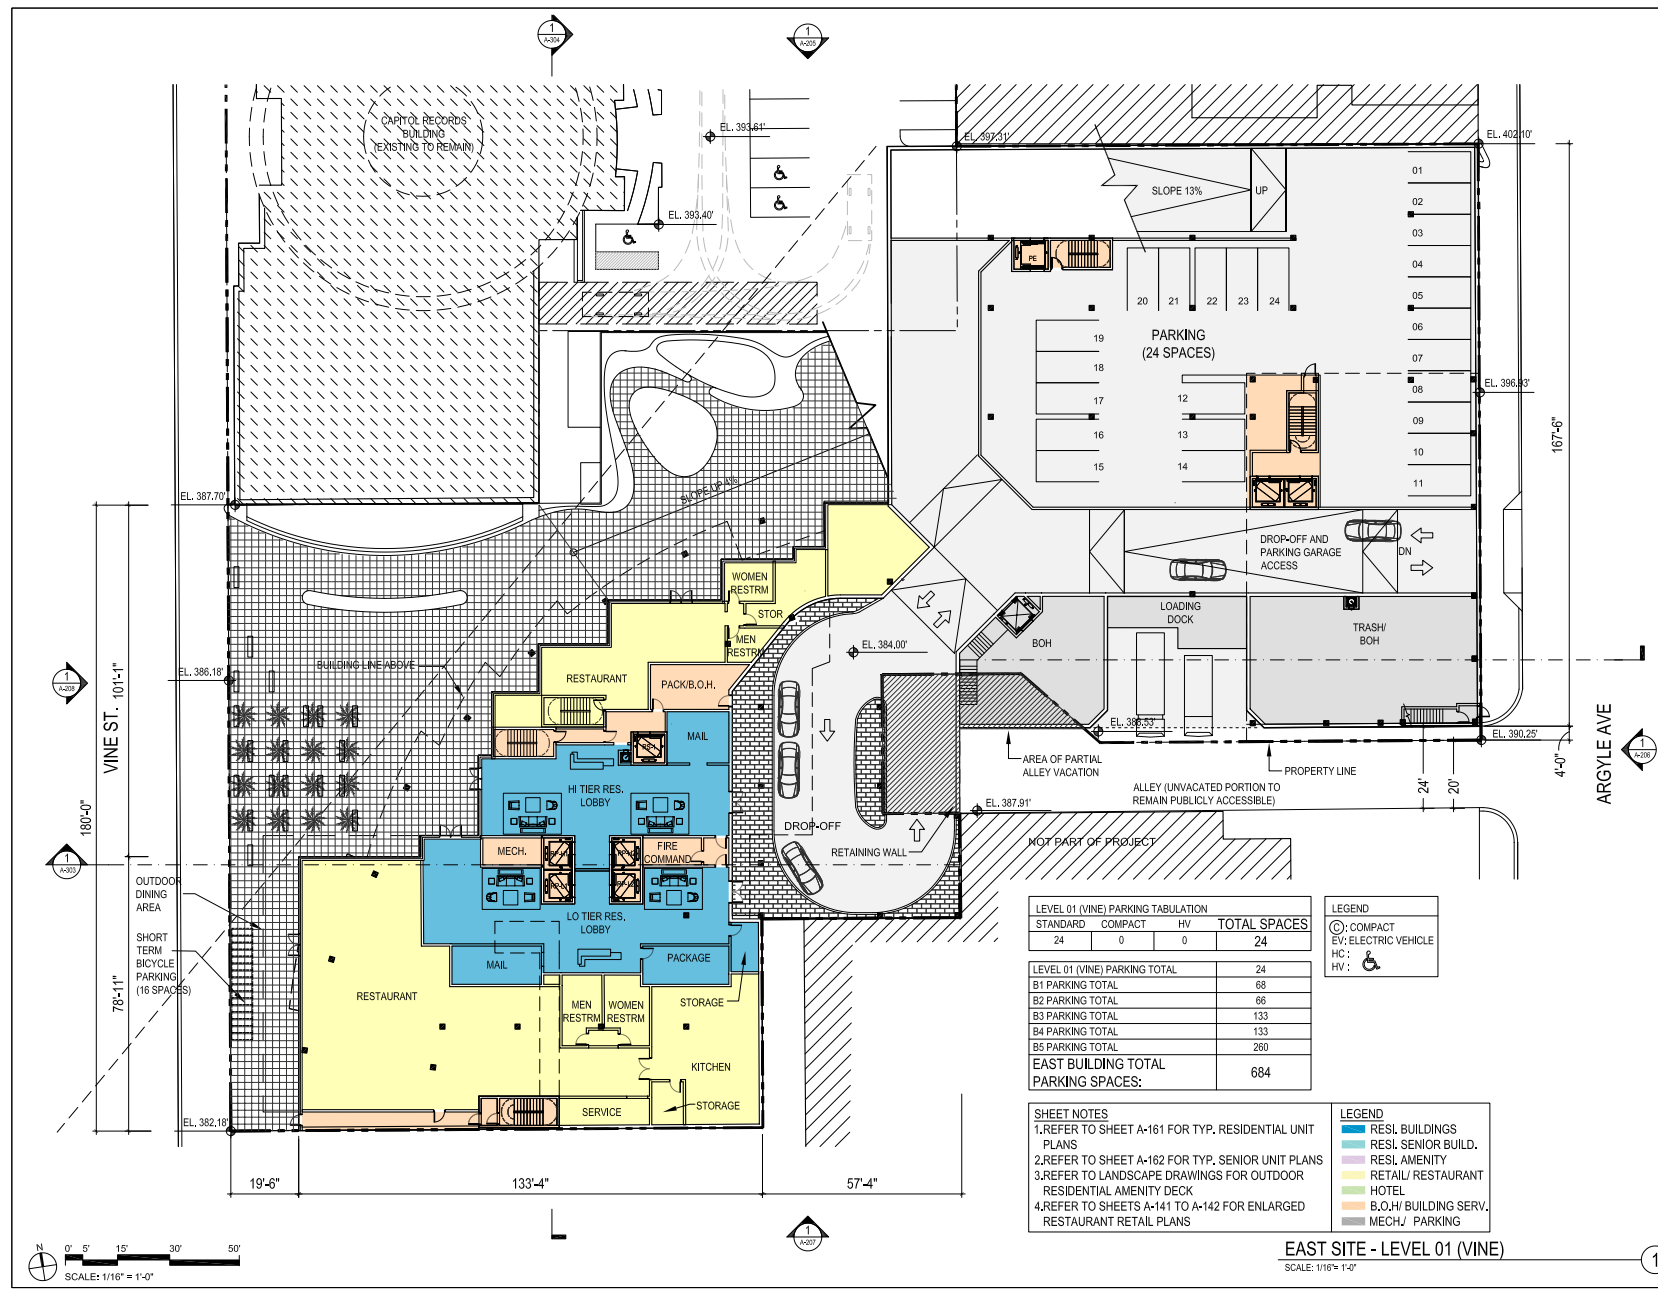 1
A-304
1
A-205
CAPITOL RECORDS
BUILDING
(EXISTING TO REMAIN)
EL. 393.61'
EL. 397.31'
EL. 402.10'
EL. 393.40'
SLOPE 13%
UP
01
02
03
04
05
06
07
08
09
10
11
PE
20
21
22
23
24
19
18
17
16
15
12
13
14
PARKING
(24 SPACES)
EL. 396.93'
167'-6"
EL. 387.70'
SLOPE UP 4%
DROP-OFF AND
PARKING GARAGE
ACCESS
DN
WOMEN
RESTRM
STOR
MEN
RESTRM
LOADING
DOCK
TRASH/
BOH
BOH
EL. 384.00'
1
A-208
EL. 386.18'
BUILDING LINE ABOVE
RESTAURANT
PACK/B.O.H.
101'-1"
VINE ST.
180'-0"
MAIL
HI TIER RES.
LOBBY
EL. 388.53'
EL. 390.25'
4'-0"
ARGYLE AVE
1
A-206
AREA OF PARTIAL
ALLEY VACATION
PROPERTY LINE
ALLEY (UNVACATED PORTION TO
REMAIN PUBLICLY ACCESSIBLE)
24'
20'
EL. 387.91'
DROP-OFF
RETAINING WALL
NOT PART OF PROJECT
MECH.
FIRE
COMMAND
1
A-303
OUTDOOR
DINING
AREA
SHORT
TERM
BICYCLE
PARKING
(16 SPACES)
78'-11"
LO TIER RES.
LOBBY
MAIL
PACKAGE
RESTAURANT
MEN
RESTRM
WOMEN
RESTRM
STORAGE
KITCHEN
STORAGE
SERVICE
EL. 382.18'
19'-6"
133'-4"
57'-4"
1
A-207
LEVEL 01 (VINE) PARKING TABULATION
STANDARD COMPACT HV TOTAL SPACES
24 0 0 24
LEVEL 01 (VINE) PARKING TOTAL 24
B1 PARKING TOTAL 68
B2 PARKING TOTAL 66
B3 PARKING TOTAL 133
B4 PARKING TOTAL 133
B5 PARKING TOTAL 260
EAST BUILDING TOTAL
PARKING SPACES: 684
LEGEND
C : COMPACT
EV: ELECTRIC VEHICLE
HC :
HV :
SHEET NOTES
1.REFER TO SHEET A-161 FOR TYP. RESIDENTIAL UNIT
PLANS
2.REFER TO SHEET A-162 FOR TYP. SENIOR UNIT PLANS
3.REFER TO LANDSCAPE DRAWINGS FOR OUTDOOR
RESIDENTIAL AMENITY DECK
4.REFER TO SHEETS A-141 TO A-142 FOR ENLARGED
RESTAURANT RETAIL PLANS
LEGEND
RESI. BUILDINGS
RESI. SENIOR BUILD.
RESI. AMENITY
RETAIL/ RESTAURANT
HOTEL
B.O.H/ BUILDING SERV.
MECH./ PARKING
EAST SITE - LEVEL 01 (VINE)
SCALE: 1/16"= 1'-0"
1
N
0' 5' 15' 30' 50'
SCALE: 1/16" = 1'-0"